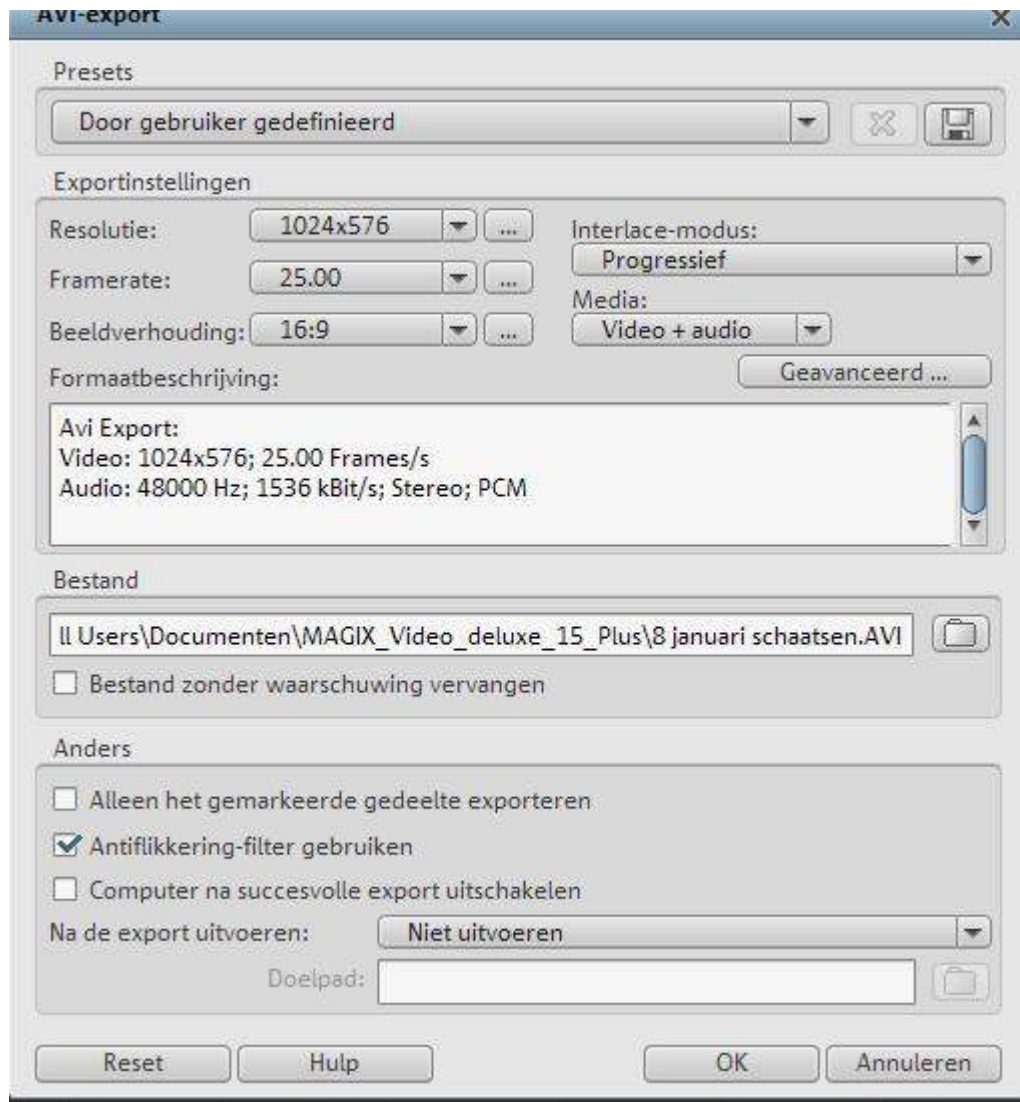 AVI-export
Presets
Door gebruiker gedefinieerd
Exportinstellingen
Resolutie: 1024x576 ...
Interlace-modus:
Progressief
Framerate: 25.00 ...
Media:
Video + audio
Beeldverhouding: 16:9 ...
Formaatbeschrijving:
Geavanceerd ...
Avi Export:
Video: 1024x576; 25.00 Frames/s
Audio: 48000 Hz; 1536 kBit/s; Stereo; PCM
Bestand
ll Users\Documenten\MAGIX_Video_deluxe_15_Plus\8 januari schaatsen.AVI
Bestand zonder waarschuwing vervangen
Anders
Alleen het gemarkeerde gedeelte exporteren
Antiflikkering-filter gebruiken
Computer na succesvolle export uitschakelen
Na de export uitvoeren: Niet uitvoeren
Doelpad:
Reset Hulp OK Annuleren